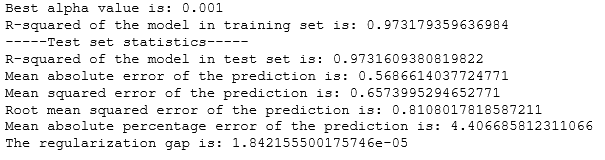 Best alpha value is: 0.001
R-squared of the model in training set is: 0.973179359636984
-----Test set statistics-----
R-squared of the model in test set is: 0.9731609380819822
Mean absolute error of the prediction is: 0.5686614037724771
Mean squared error of the prediction is: 0.6573995294652771
Root mean squared error of the prediction is: 0.8108017818587211
Mean absolute percentage error of the prediction is: 4.406685812311066
The regularization gap is: 1.842155500175746e-05